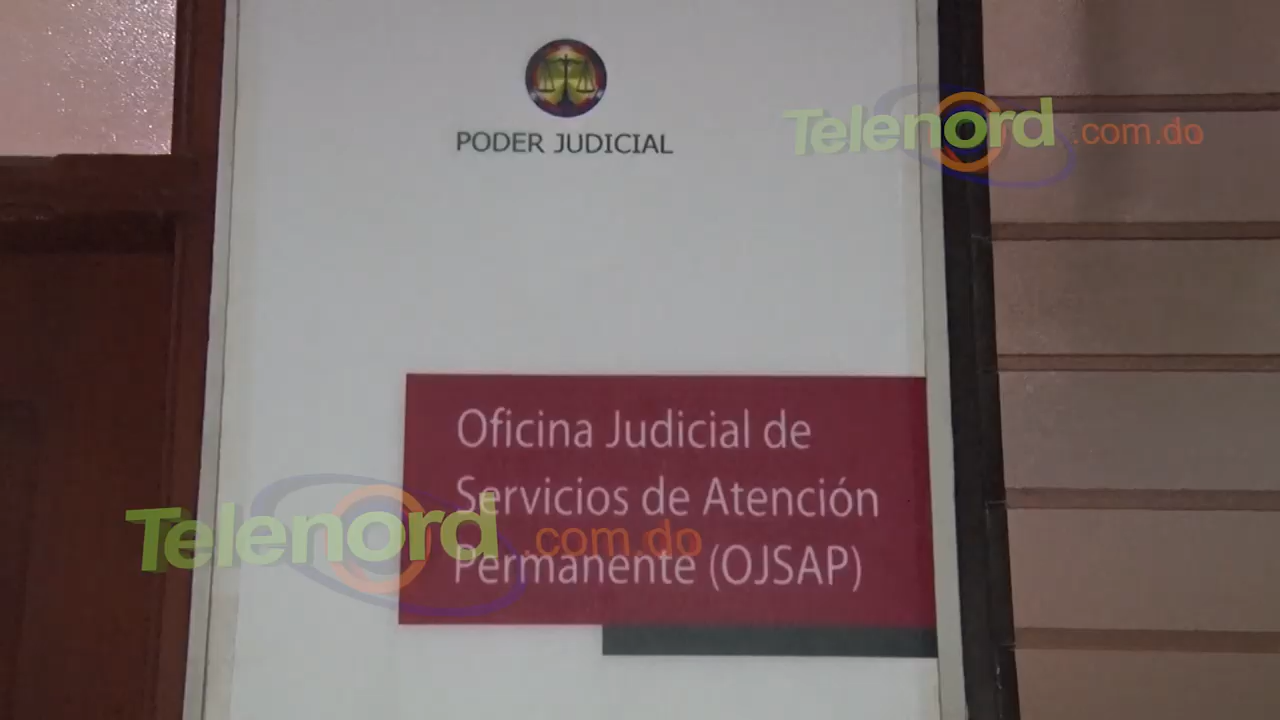 PODER JUDICIAL
Telenord.com.do
Oficina Judicial de
Servicios de Atención
Permanente (OJSAP)
Telenord.com.do